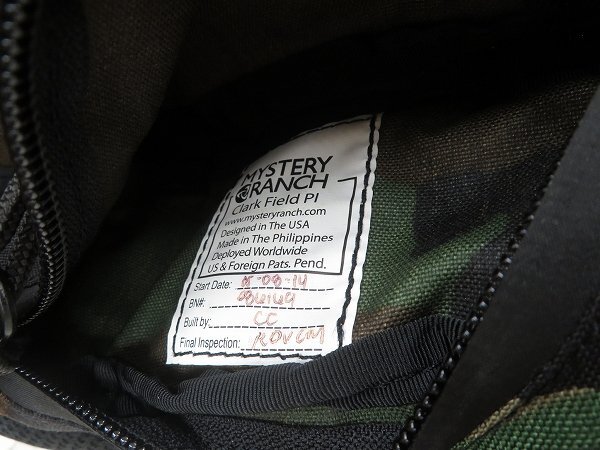 MYSTERY
RANCH
Clark Field PI
www.mysteryranch.com
Designed in The USA
Made in The Philippines
Deployed Worldwide
US & Foreign Pats. Pend.
Start Date:
BN#:
Built by: CC
Final Inspection: